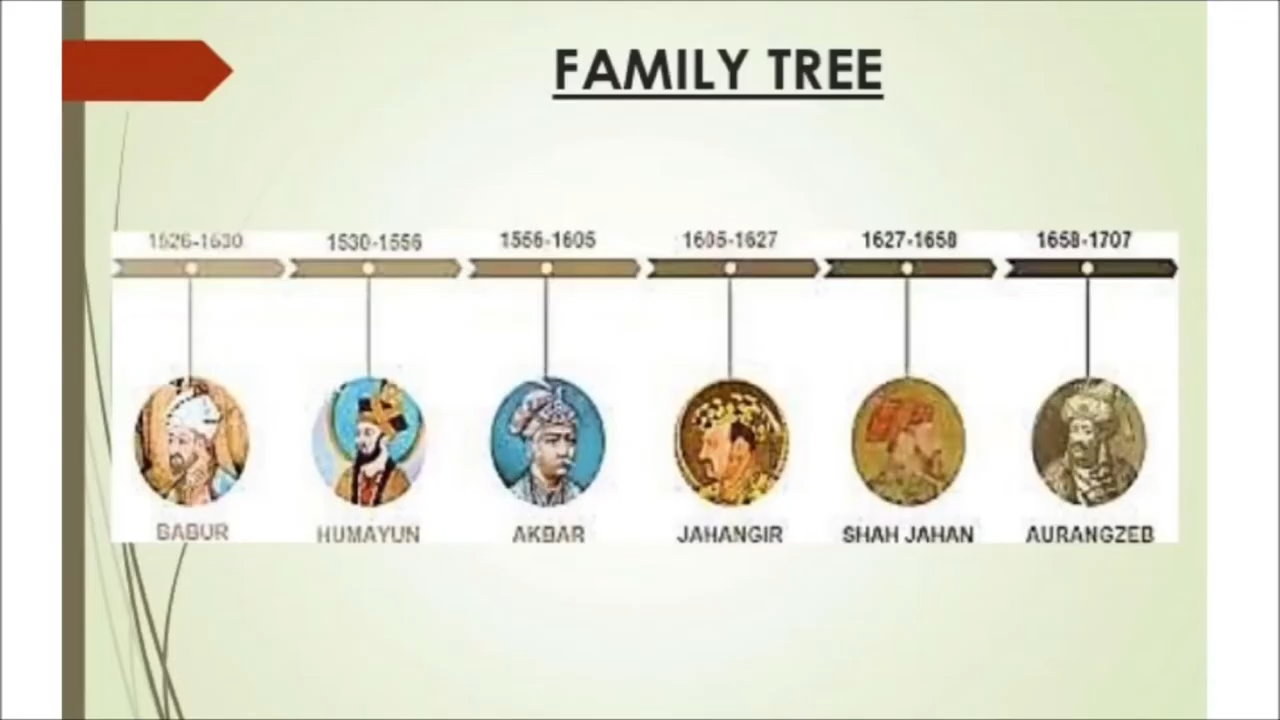 FAMILY TREE
1526-1530 1530-1556 1556-1605 1605-1627 1627-1658 1658-1707
BABUR HUMAYUN AKBAR JAHANGIR SHAH JAHAN AURANGZEB